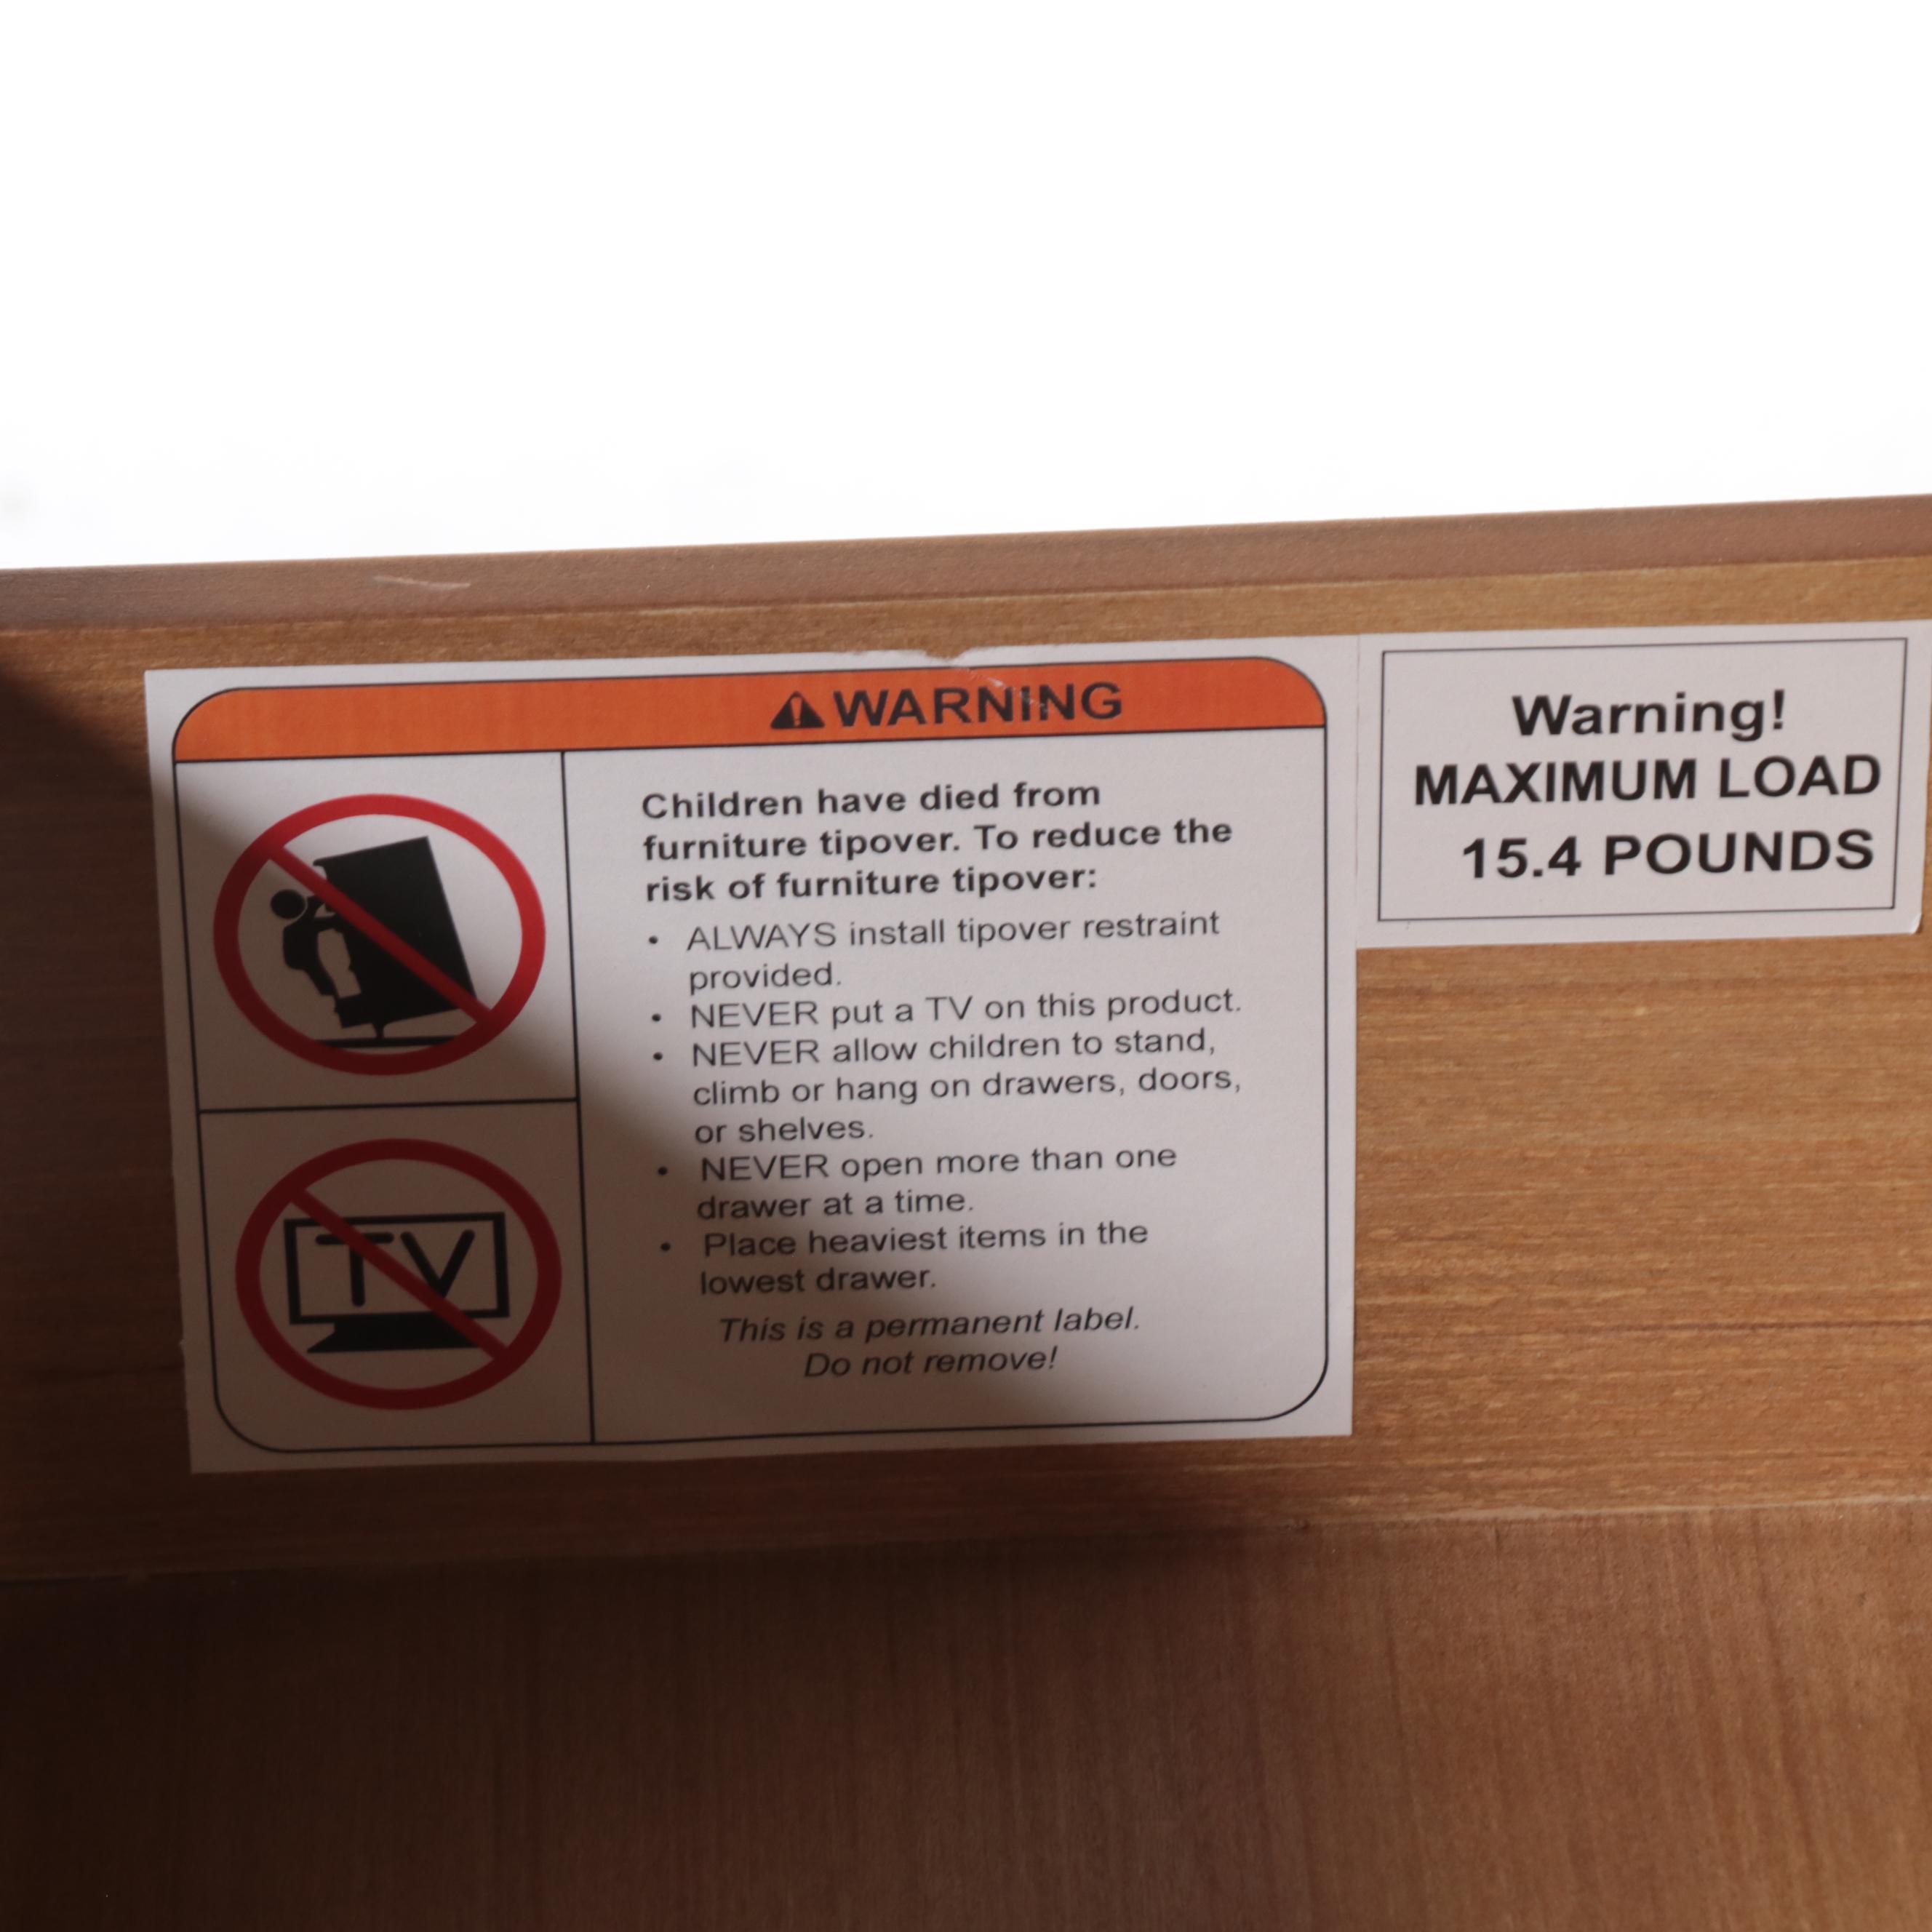 WARNING
Children have died from
furniture tipover. To reduce the
risk of furniture tipover:
• ALWAYS install tipover restraint
provided.
• NEVER put a TV on this product.
• NEVER allow children to stand,
climb or hang on drawers, doors,
or shelves.
• NEVER open more than one
drawer at a time.
• Place heaviest items in the
lowest drawer.
This is a permanent label.
Do not remove!
TV
Warning!
MAXIMUM LOAD
15.4 POUNDS